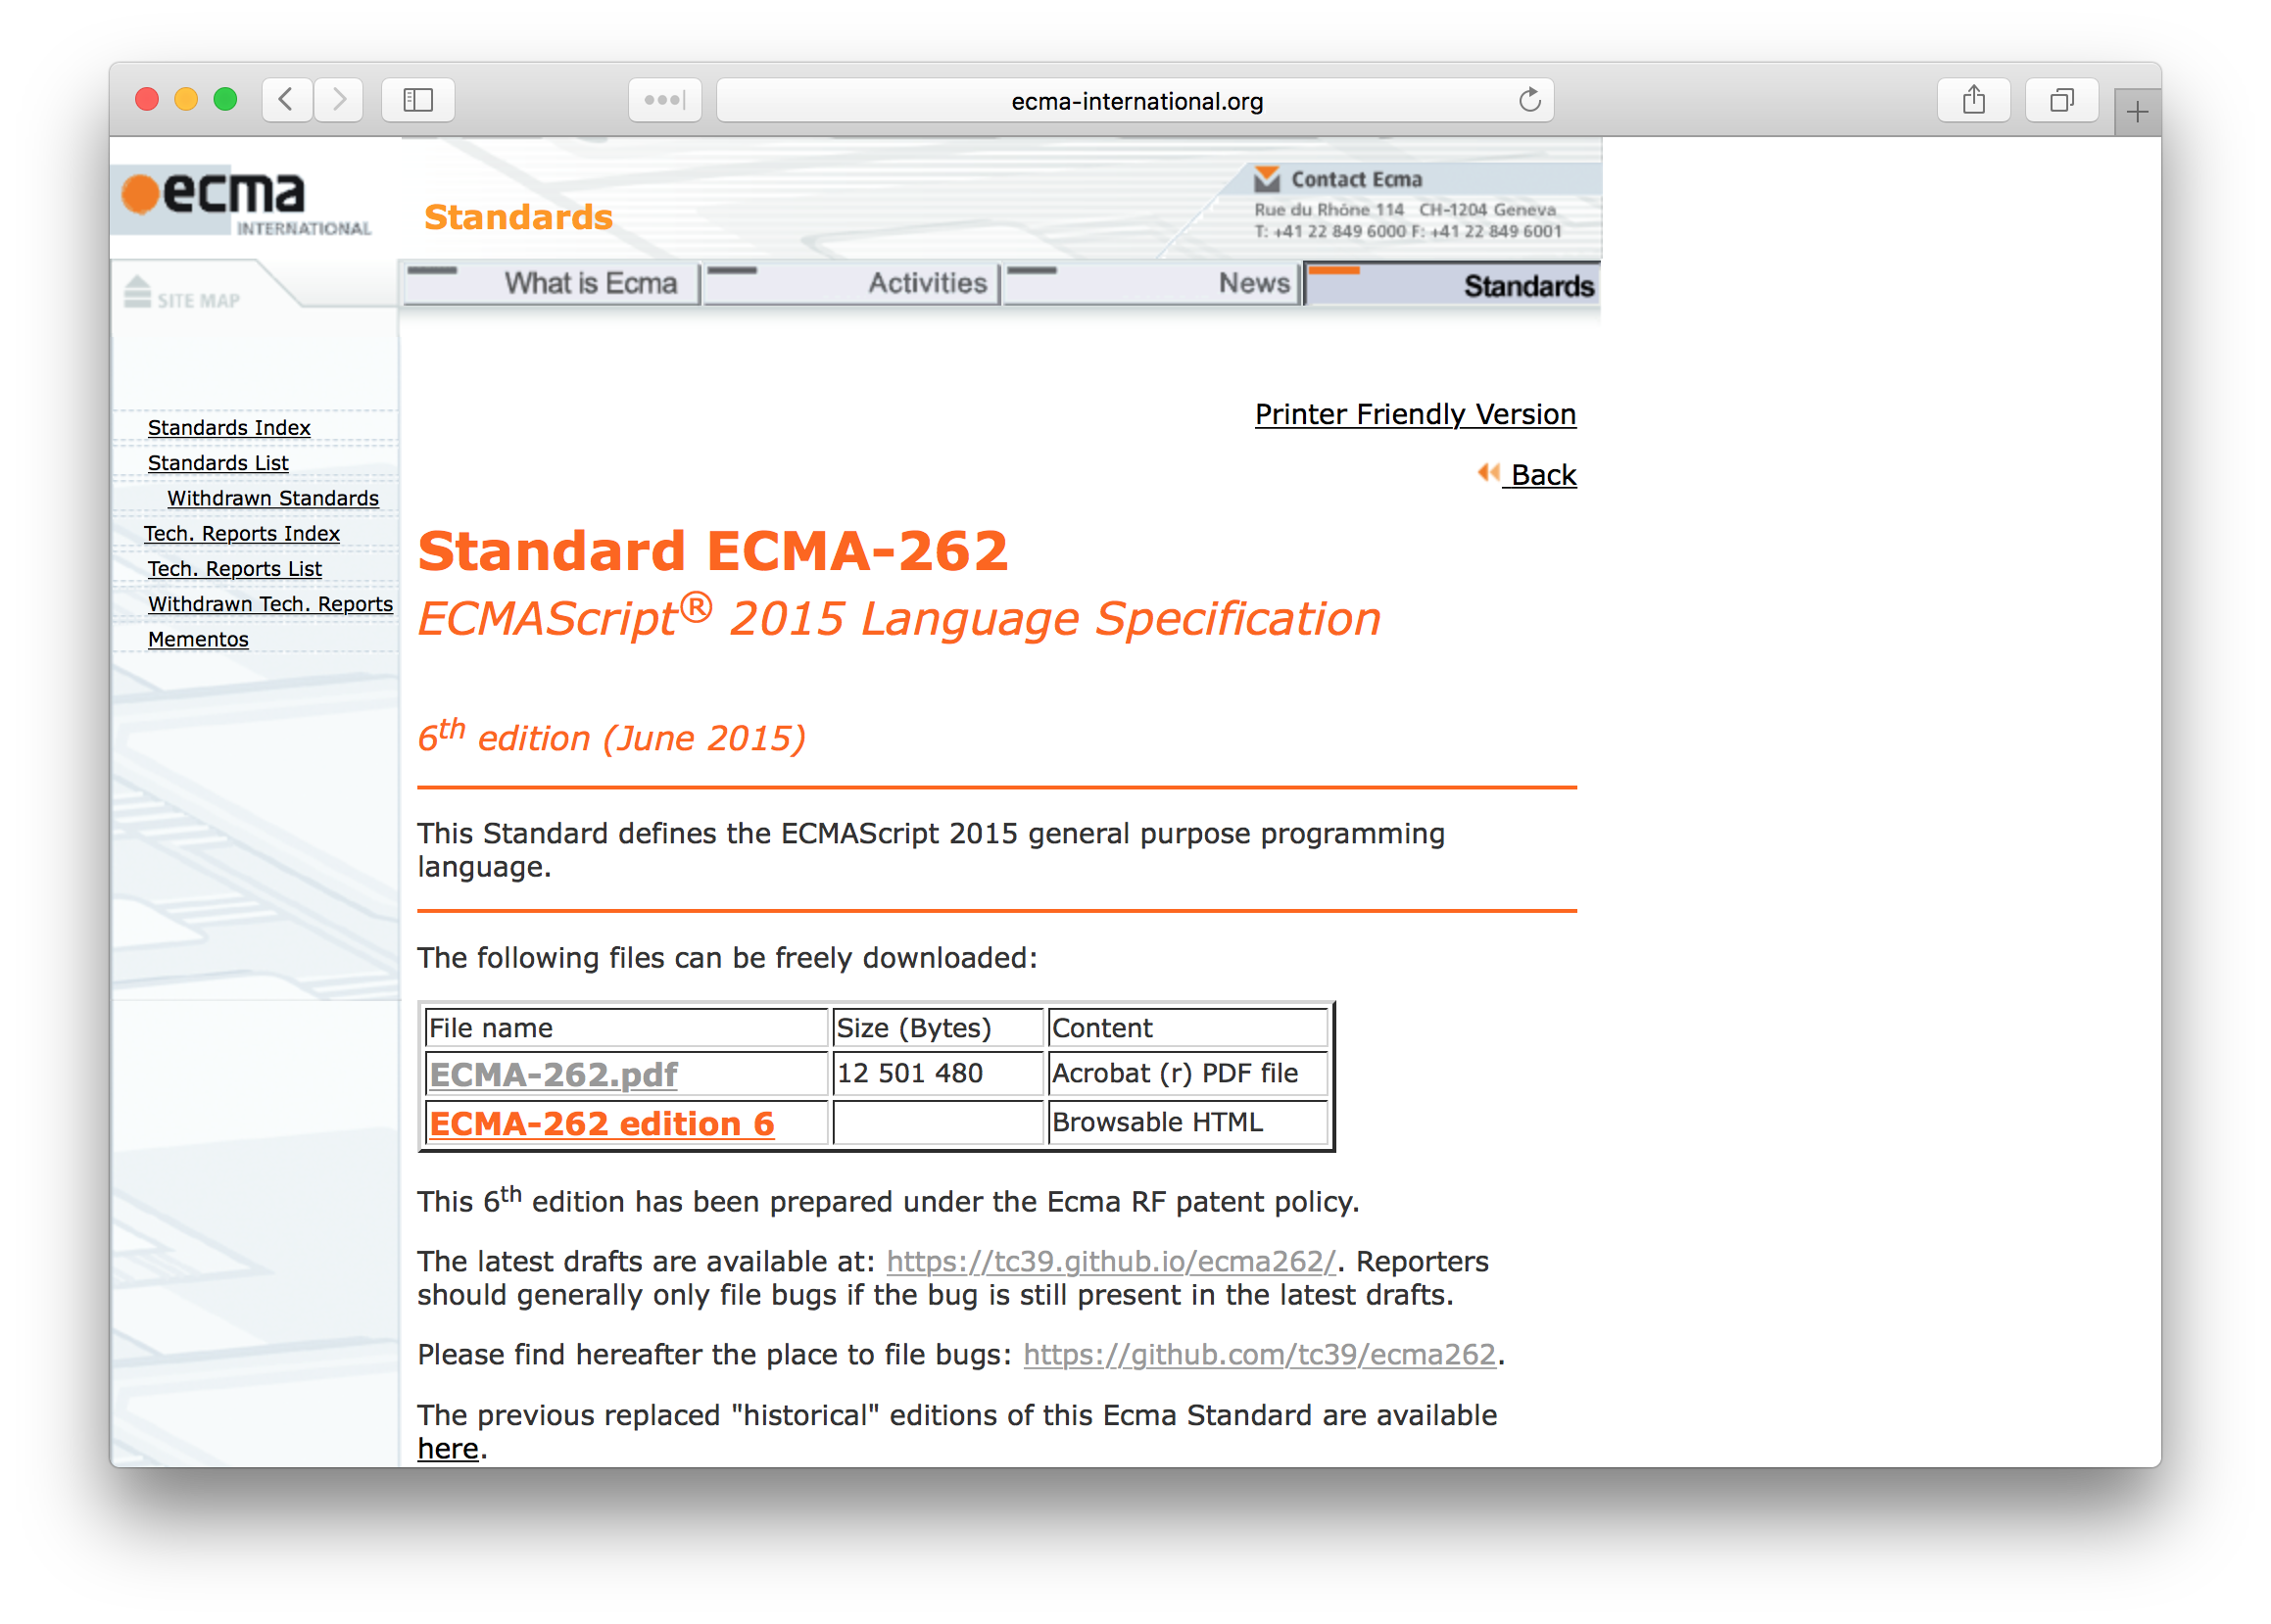 ecma-international.org
ecma
INTERNATIONAL
Standards
Contact Ecma
Rue du Rhône 114 CH-1204 Geneva
T: +41 22 849 6000 F: +41 22 849 6001
SITE MAP
What is Ecma
Activities
News
Standards
Standards Index
Standards List
Withdrawn Standards
Tech. Reports Index
Tech. Reports List
Withdrawn Tech. Reports
Mementos
Printer Friendly Version
Back
Standard ECMA-262
ECMAScript® 2015 Language Specification
6th edition (June 2015)
This Standard defines the ECMAScript 2015 general purpose programming
language.
The following files can be freely downloaded:
File name Size (Bytes) Content
ECMA-262.pdf 12 501 480 Acrobat (r) PDF file
ECMA-262 edition 6 Browsable HTML
This 6th edition has been prepared under the Ecma RF patent policy.
The latest drafts are available at: https://tc39.github.io/ecma262/. Reporters
should generally only file bugs if the bug is still present in the latest drafts.
Please find hereafter the place to file bugs: https://github.com/tc39/ecma262.
The previous replaced "historical" editions of this Ecma Standard are available
here.